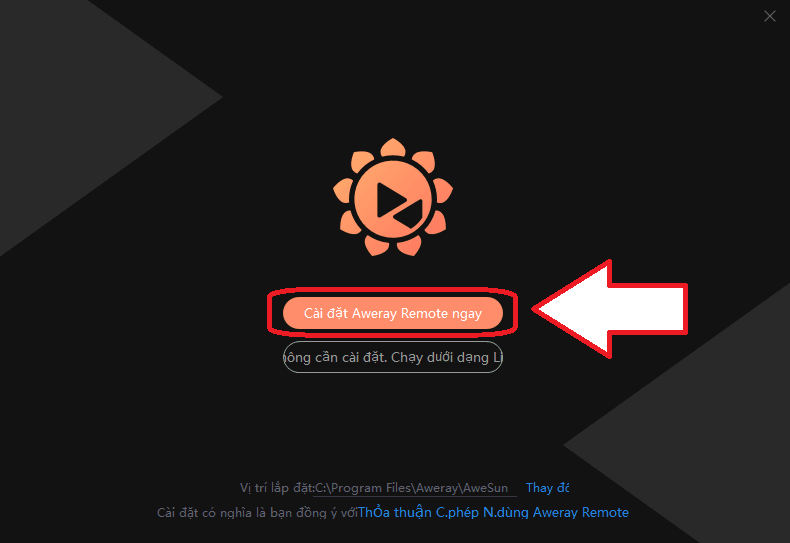 Cài đặt Aweray Remote ngay
cần cài đặt. Chạy dưới dạng
Vị trí lắp đặt:C:\Program Files\Aweray\AweSun Thay
Cài đặt có nghĩa là bạn đồng ý vớiThỏa thuận C.phép N.dùng Aweray Remote